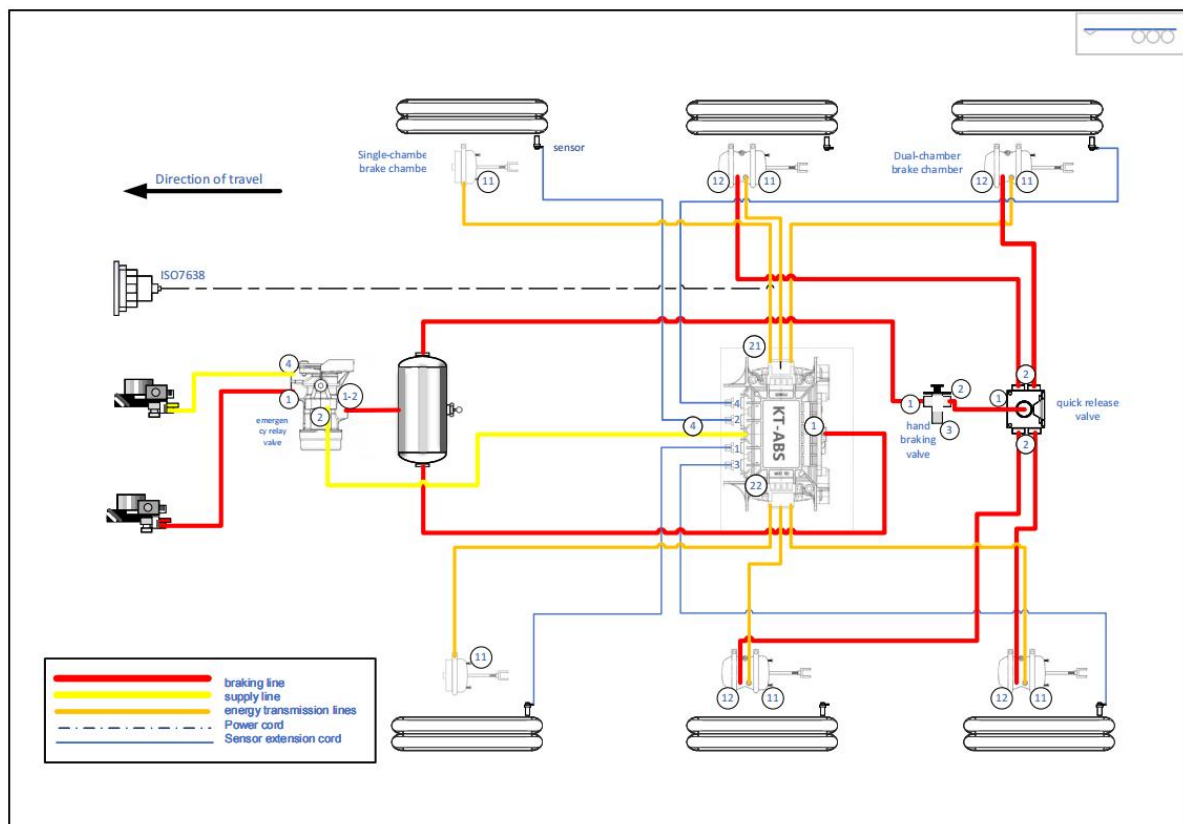 Single-chambe
brake chambe
sensor
Dual-chamber
brake chamber
12
11
12
11
11
Direction of travel
ISO7638
21
4
1
1-2
2
emergen
cy relay
valve
4
2
4
1
3
KT-ABS
1
22
1
2
3
hand
braking
valve
1
2
2
quick release
valve
11
12
11
12
11
braking line
supply line
energy transmission lines
Power cord
Sensor extension cord